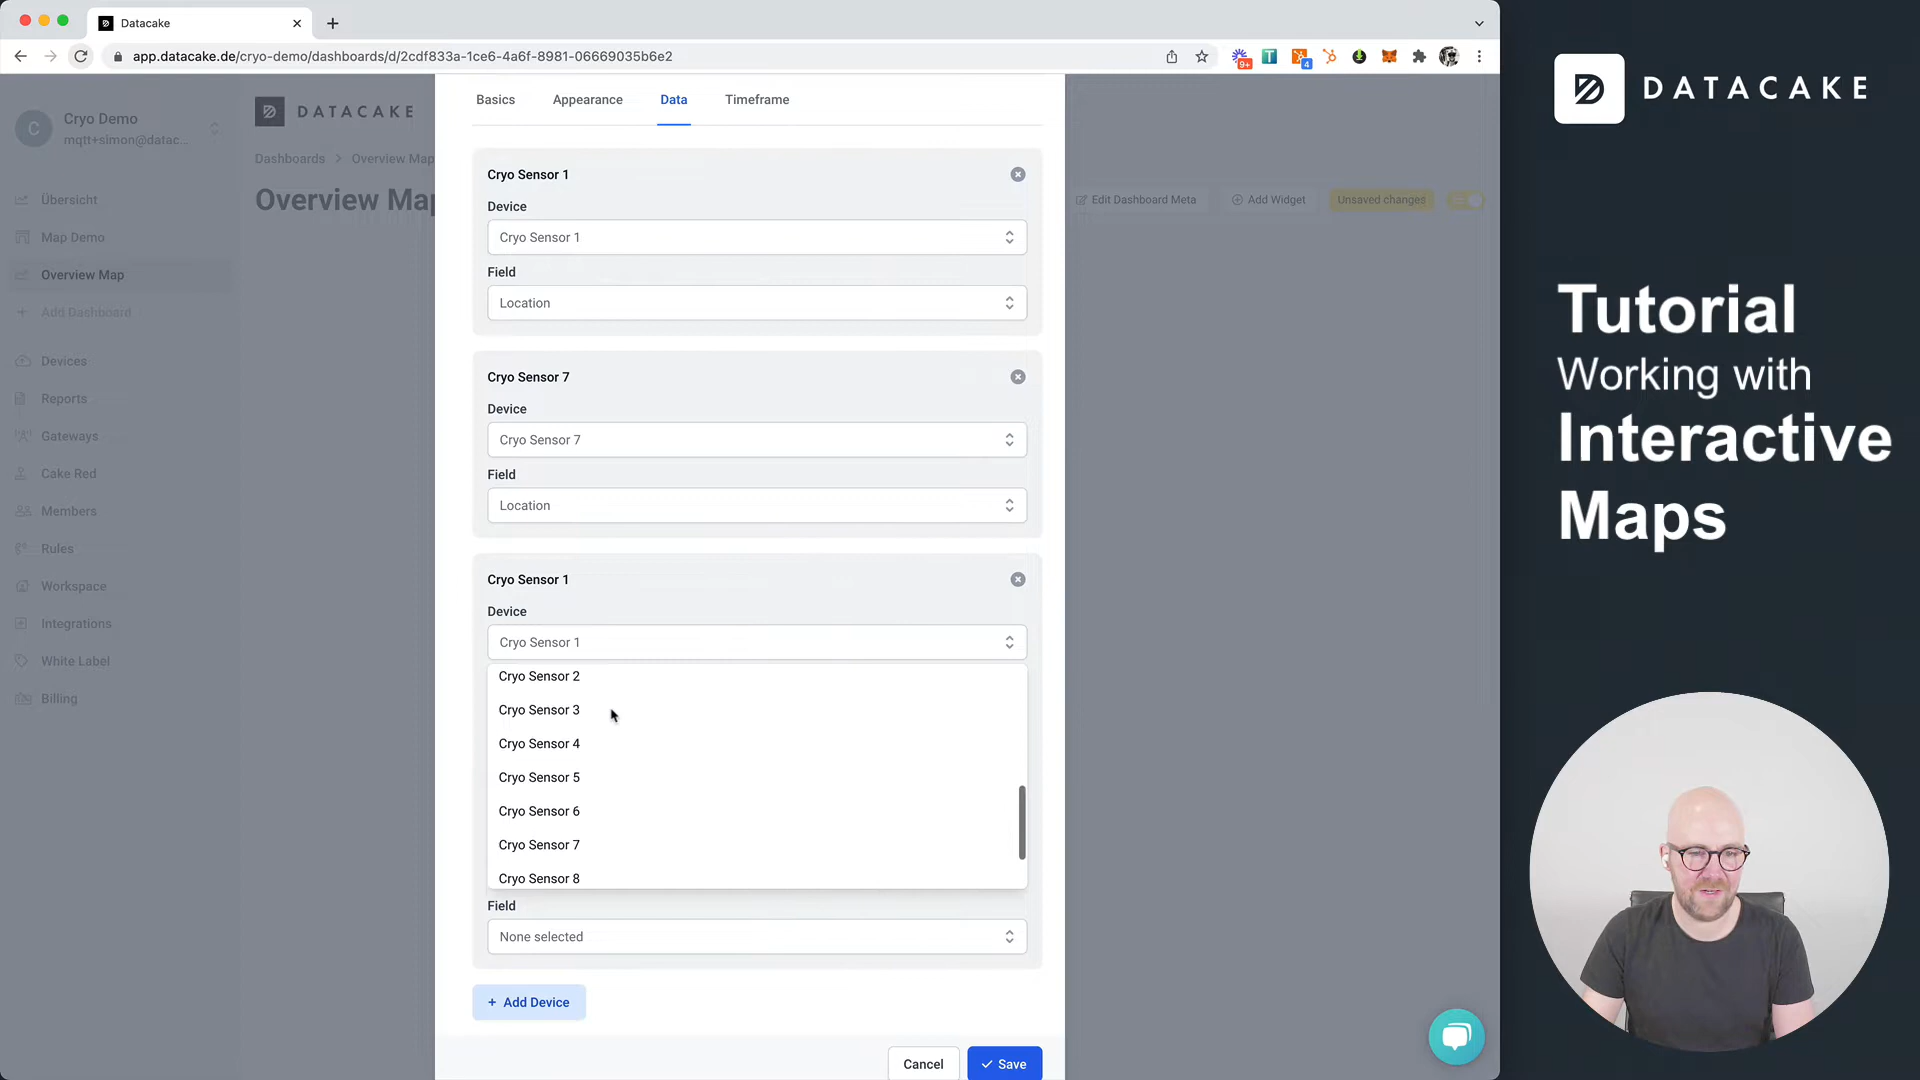 Datacake
app.datacake.de/cryo-demo/dashboards/d/2cdf833a-1ce6-4a6f-8981-06669035b6e2
9+
T
4
C
Cryo Demo
mqtt+simon@datac...
Übersicht
Map Demo
Overview Map
Add Dashboard
Devices
Reports
Gateways
Cake Red
Members
Rules
Workspace
Integrations
White Label
Billing
DATACAKE
Dashboards > Overview Map
Overview Map
Edit Dashboard Meta
Add Widget
Unsaved changes
Basics
Appearance
Data
Timeframe
Cryo Sensor 1
Device
Cryo Sensor 1
Field
Location
Cryo Sensor 7
Device
Cryo Sensor 7
Field
Location
Cryo Sensor 1
Device
Cryo Sensor 1
Cryo Sensor 2
Cryo Sensor 3
Cryo Sensor 4
Cryo Sensor 5
Cryo Sensor 6
Cryo Sensor 7
Cryo Sensor 8
Field
None selected
+ Add Device
Cancel
Save
DATACAKE
Tutorial
Working with
Interactive
Maps